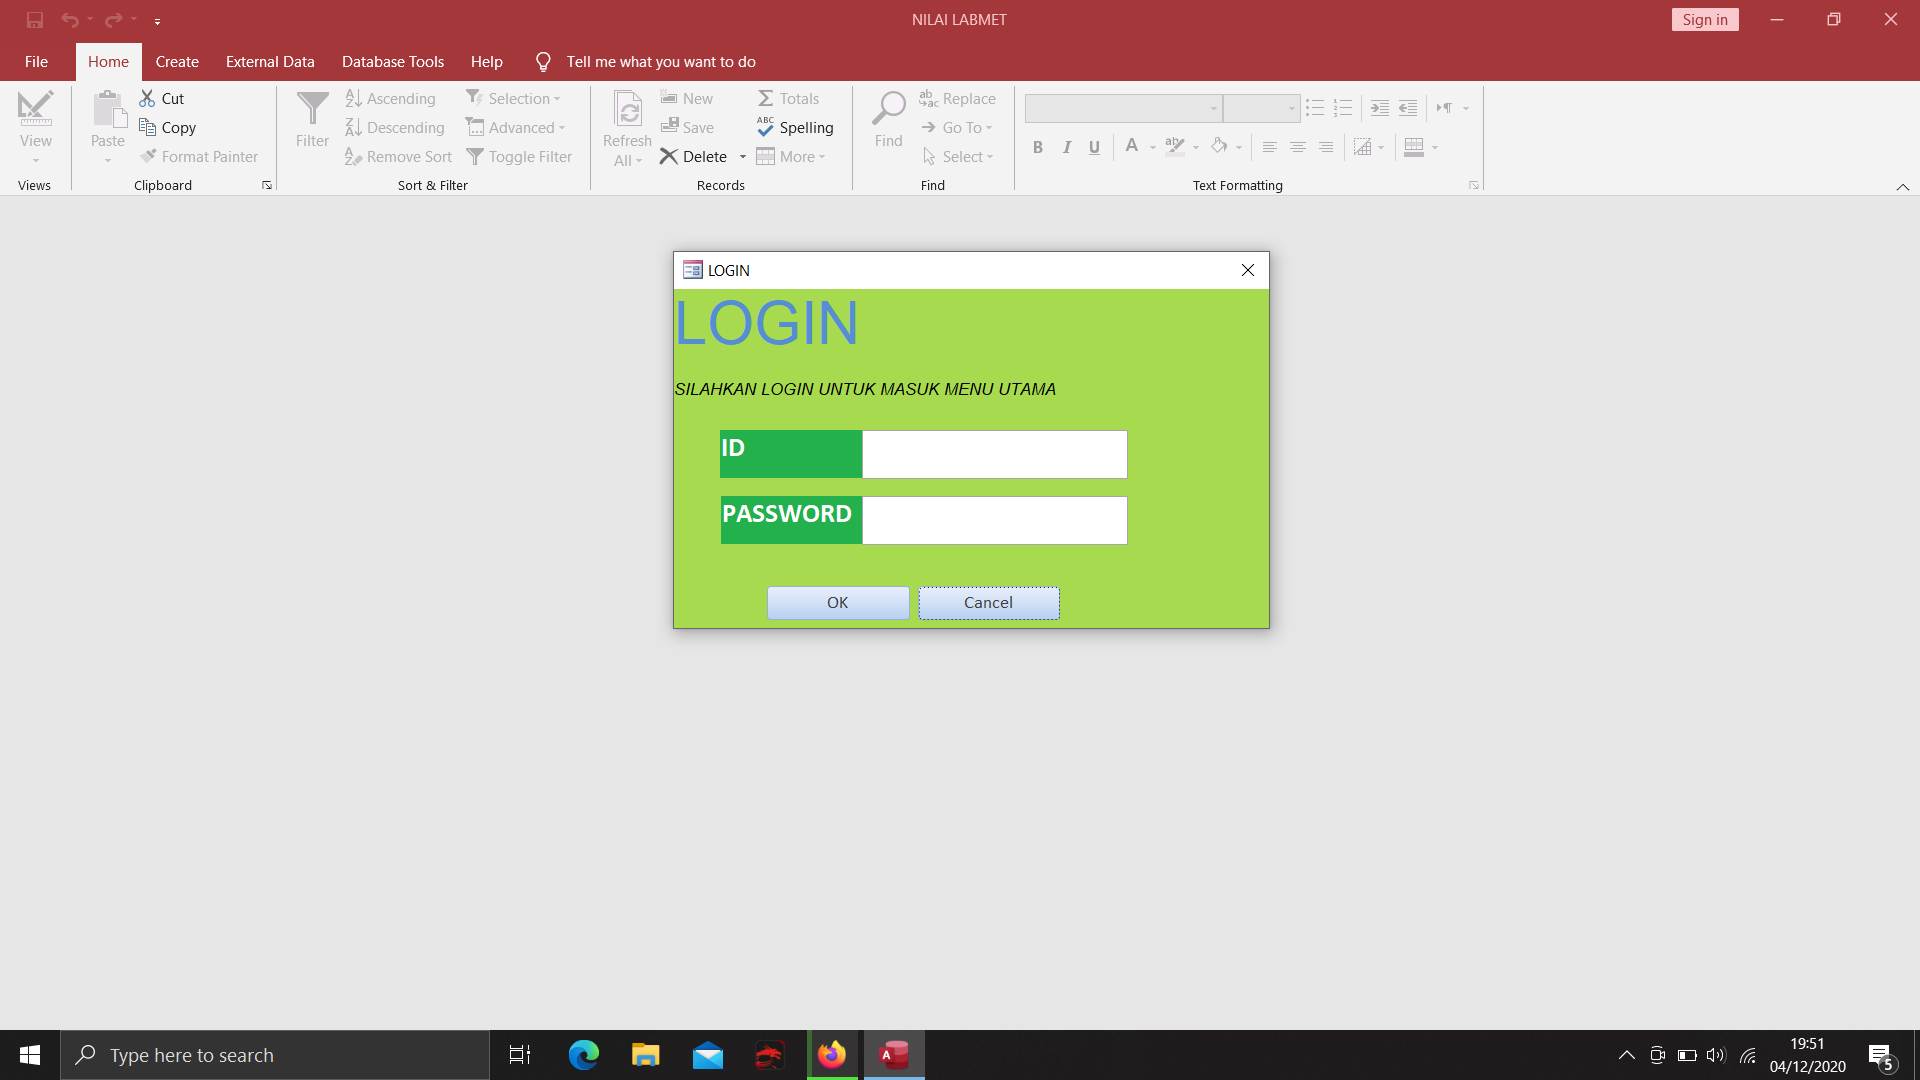 NILAI LABMET
Sign in
File Home Create External Data Database Tools Help Tell me what you want to do
View
Views
Paste
Cut
Copy
Format Painter
Clipboard
Filter
Ascending
Descending
Remove Sort
Selection
Advanced
Toggle Filter
Sort & Filter
Refresh
All
New
Save
Delete
Totals
Spelling
More
Records
Find
Replace
Go To
Select
Find
B I U A
Text Formatting
LOGIN
LOGIN
SILAHKAN LOGIN UNTUK MASUK MENU UTAMA
ID
PASSWORD
OK Cancel
Type here to search
19:51
04/12/2020
5